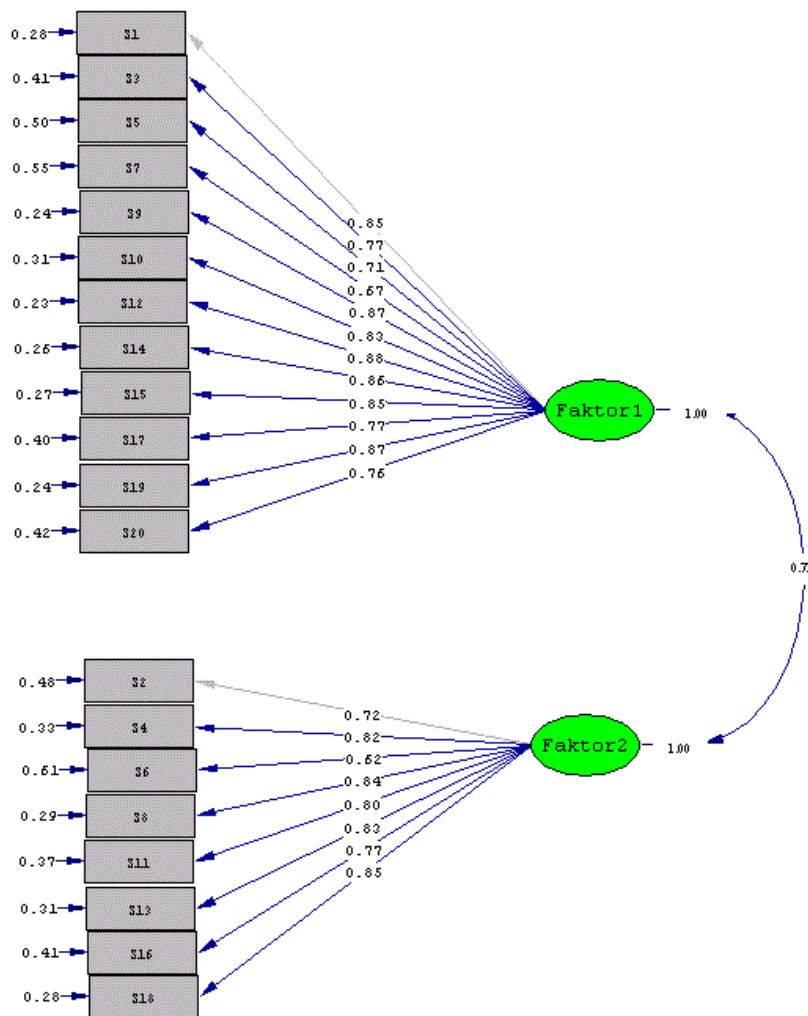 0.28 S1
0.41 S3
0.50 S5
0.55 S7
0.24 S9
0.31 S10
0.23 S12
0.26 S14
0.27 S15
0.40 S17
0.24 S19
0.42 S20
0.85
0.77
0.71
0.67
0.87
0.83
0.88
0.86
0.85
0.77
0.87
0.76
Faktor1 1.00
0.48 S2
0.33 S4
0.61 S6
0.29 S8
0.37 S11
0.31 S13
0.41 S16
0.28 S18
0.72
0.82
0.62
0.84
0.80
0.83
0.77
0.85
Faktor2 1.00